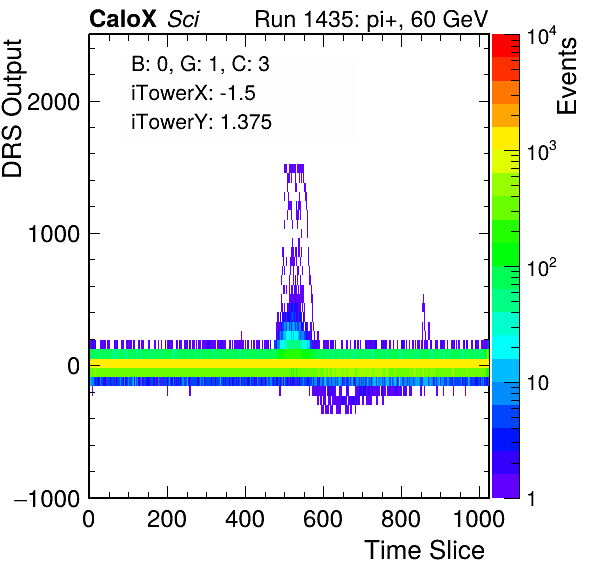 CaloX Sci Run 1435: pi+, 60 GeV
B: 0, G: 1, C: 3
iTowerX: -1.5
iTowerY: 1.375
DRS Output
2000
1000
0
−1000
0 200 400 600 800 1000
Time Slice
Events
10^4
10^3
10^2
10
1